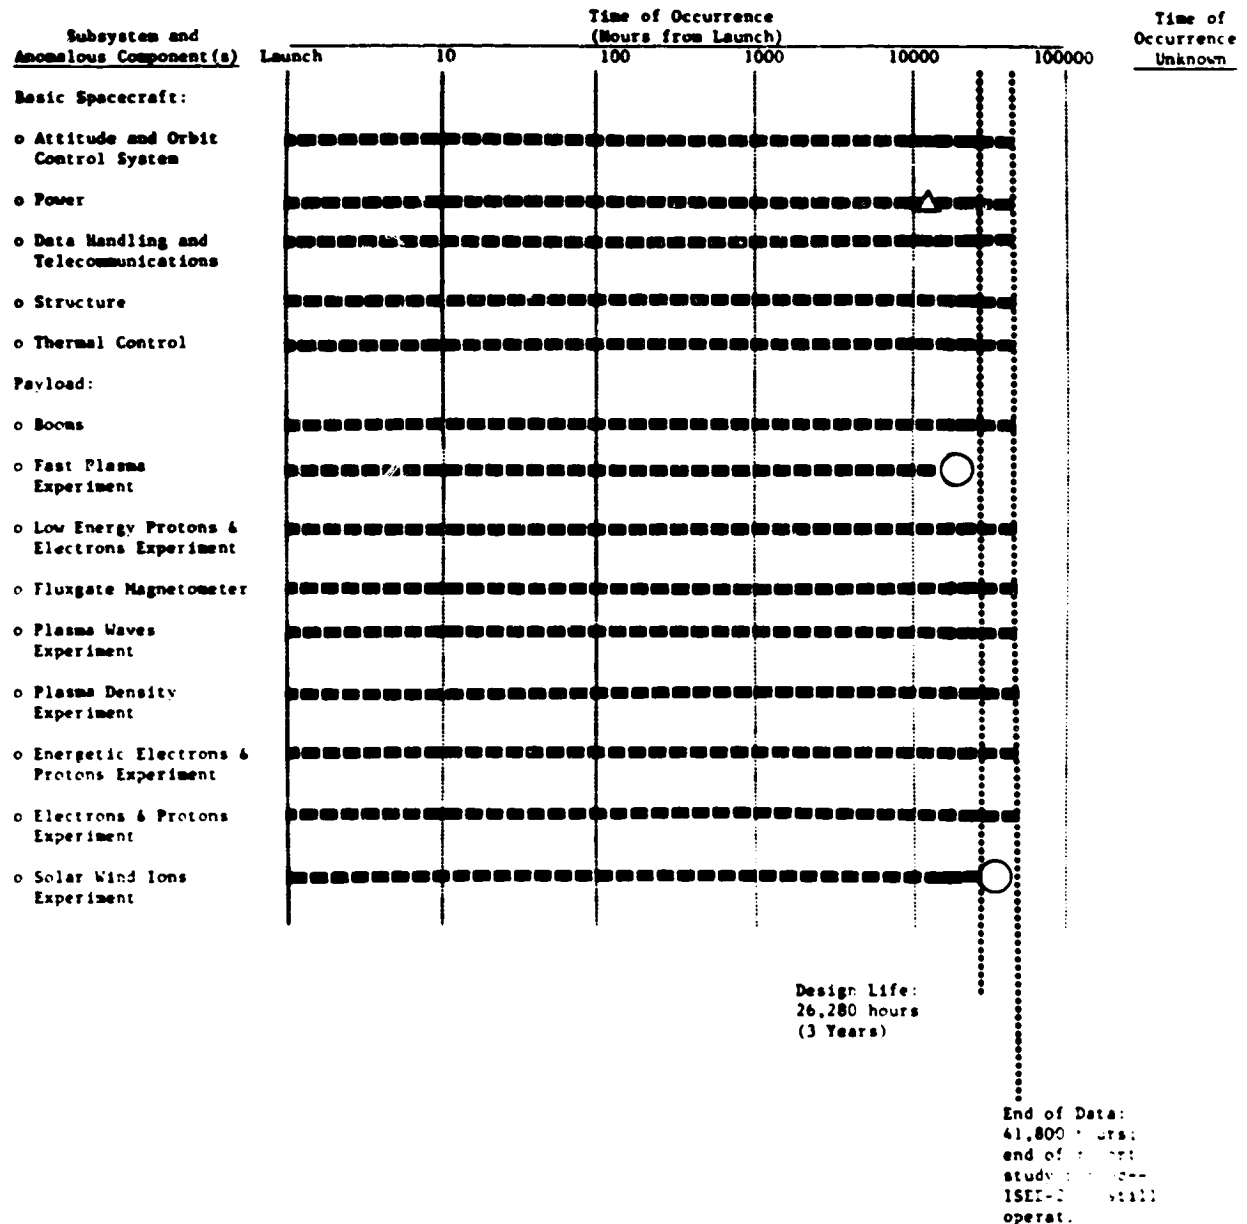 Time of Occurrence
(Hours from Launch)
Time of
Occurrence
Unknown
Subsystem and
Anomalous Component(s)
Launch 10 100 1000 10000 100000
Basic Spacecraft:
o Attitude and Orbit
Control System
o Power
o Data Handling and
Telecommunications
o Structure
o Thermal Control
Payload:
o Booms
o Fast Plasma
Experiment
o Low Energy Protons &
Electrons Experiment
o Fluxgate Magnetometer
o Plasma Waves
Experiment
o Plasma Density
Experiment
o Energetic Electrons &
Protons Experiment
o Electrons & Protons
Experiment
o Solar Wind Ions
Experiment
Design Life:
26,280 hours
(3 Years)
End of Data:
41,800
end of
study
still
operat.